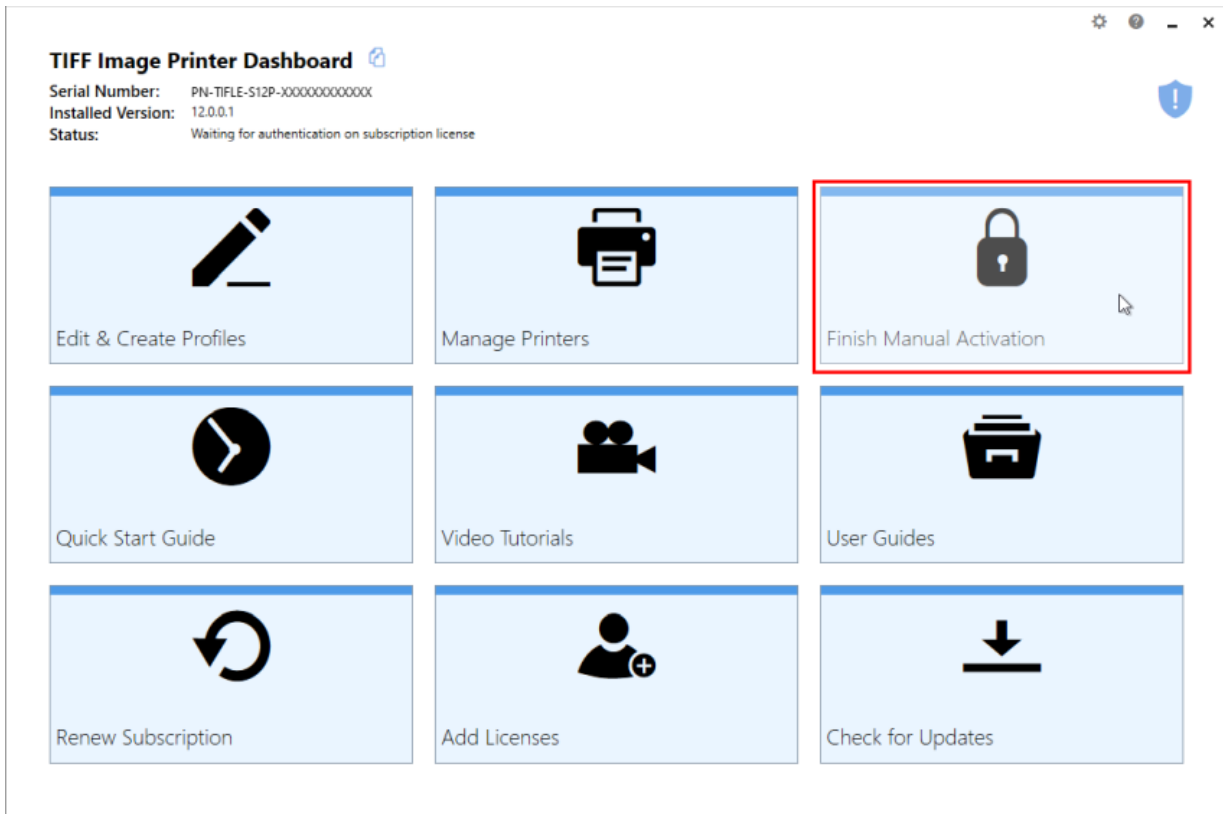 TIFF Image Printer Dashboard
Serial Number: PN-TIFLE-S12P-XXXXXXXXXXXX
Installed Version: 12.0.0.1
Status: Waiting for authentication on subscription license
Edit & Create Profiles
Manage Printers
Finish Manual Activation
Quick Start Guide
Video Tutorials
User Guides
Renew Subscription
Add Licenses
Check for Updates